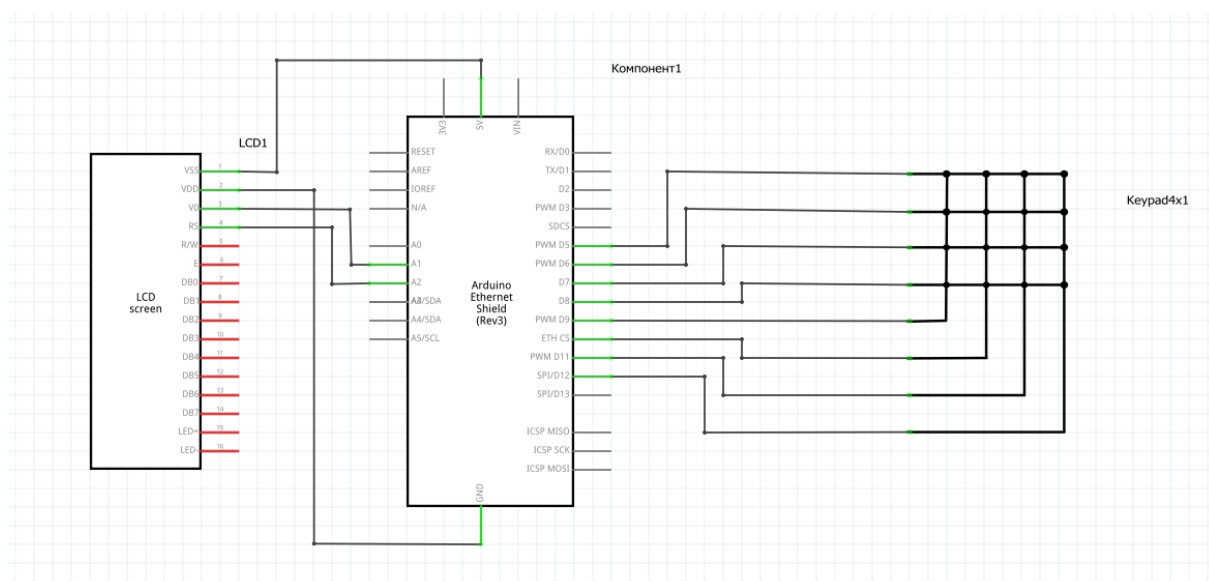 Компонент1
LCD1
Keypad4x1
3V3
5V
VIN
RESET
AREF
IOREF
N/A
A0
A1
A2
A4/SDA
A5/SCL
RX/D0
TX/D1
D2
PWM D3
SDCS
PWM D5
PWM D6
D7
D8
PWM D9
ETH CS
PWM D11
SPI/D12
SPI/D13
ICSP MISO
ICSP SCK
ICSP MOSI
GND
Arduino
Ethernet
Shield
(Rev3)
LCD
screen
VSS 1
VDD 2
V0 3
RS 4
R/W 5
E 6
DB0 7
DB1 8
DB2 9
DB3 10
DB4 11
DB5 12
DB6 13
DB7 14
LED+ 15
LED- 16